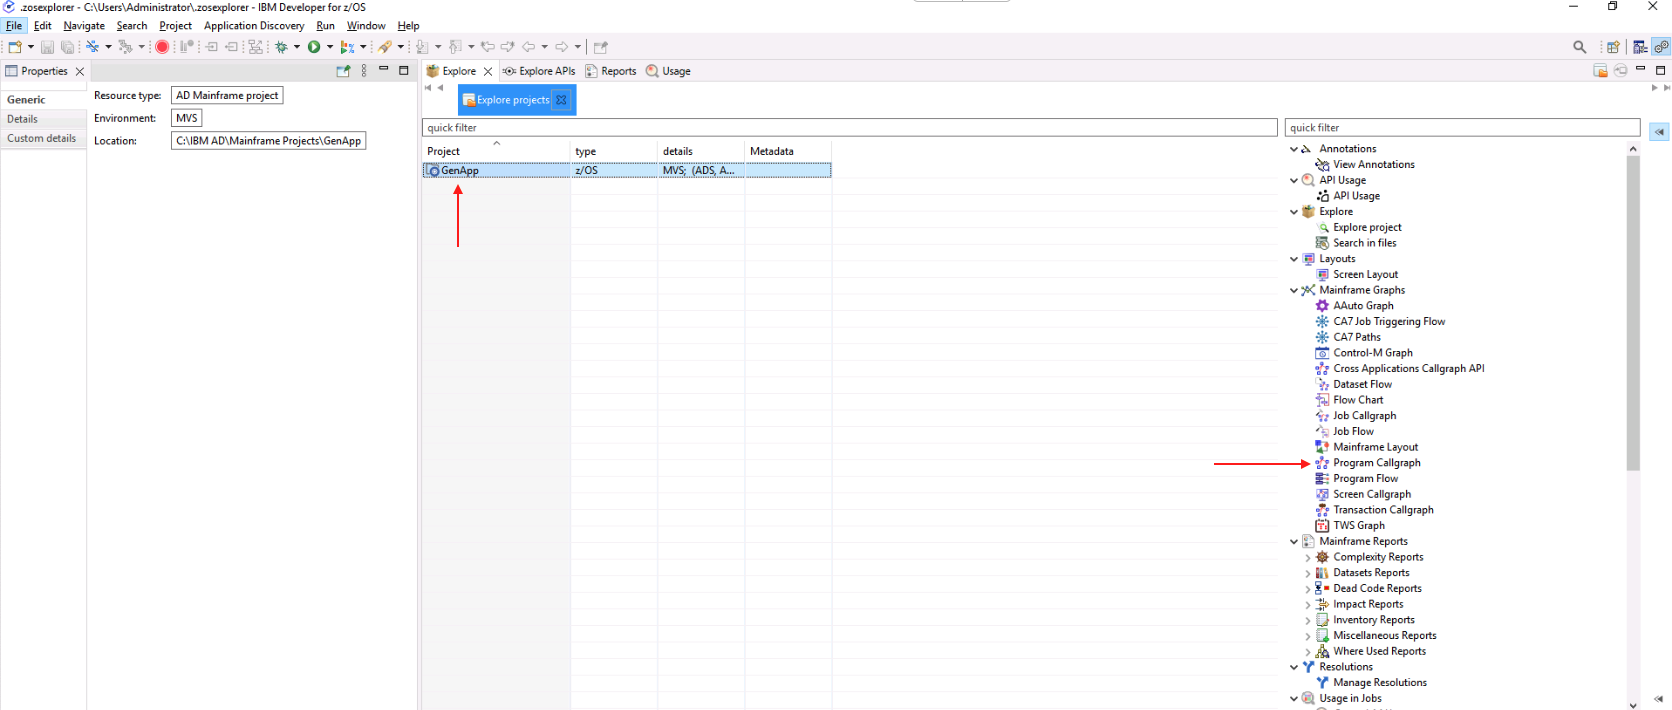 .zosexplorer - C:\Users\Administrator\.zosexplorer - IBM Developer for z/OS
File Edit Navigate Search Project Application Discovery Run Window Help
Properties
Generic
Details
Custom details
Resource type: AD Mainframe project
Environment: MVS
Location: C:\IBM AD\Mainframe Projects\GenApp
Explore Explore APIs Reports Usage
Explore projects
quick filter
Project type details Metadata
GenApp z/OS MVS; (ADS, A...
quick filter
Annotations
View Annotations
API Usage
API Usage
Explore
Explore project
Search in files
Layouts
Screen Layout
Mainframe Graphs
AAuto Graph
CA7 Job Triggering Flow
CA7 Paths
Control-M Graph
Cross Applications Callgraph API
Dataset Flow
Flow Chart
Job Callgraph
Job Flow
Mainframe Layout
Program Callgraph
Program Flow
Screen Callgraph
Transaction Callgraph
TWS Graph
Mainframe Reports
Complexity Reports
Datasets Reports
Dead Code Reports
Impact Reports
Inventory Reports
Miscellaneous Reports
Where Used Reports
Resolutions
Manage Resolutions
Usage in Jobs